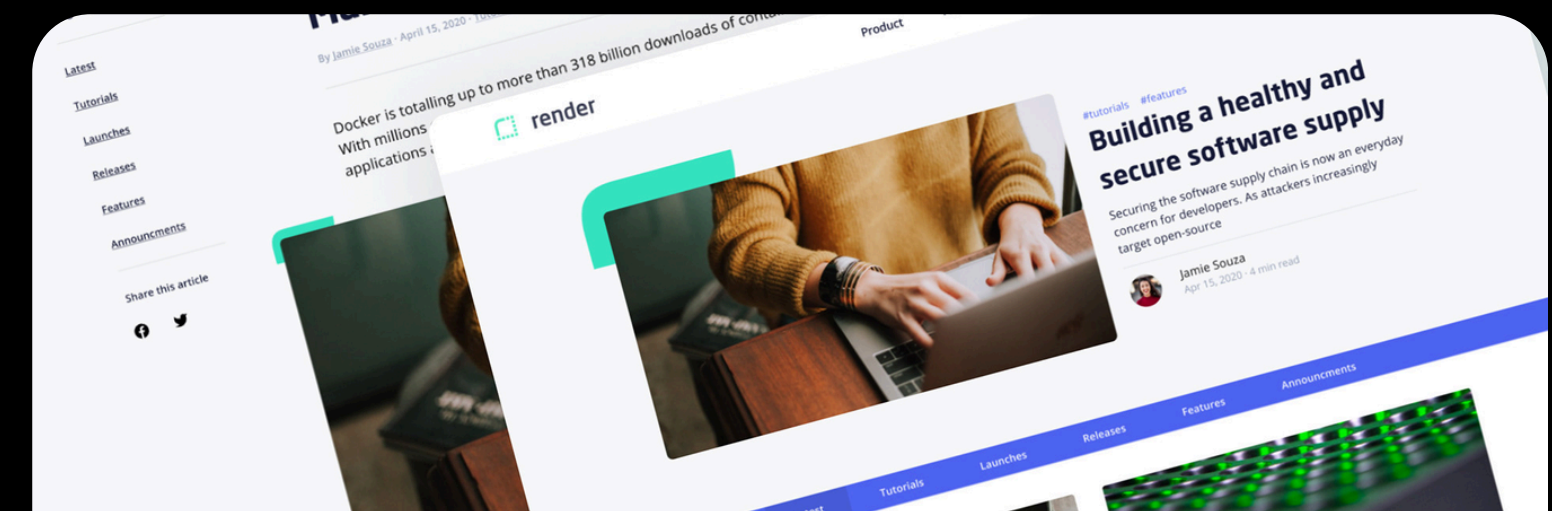 Latest
Tutorials
Launches
Releases
Features
Announcments
Share this article
By Jamie Souza · April 15, 2020 ·
Docker is totalling up to more than 318 billion downloads of
With millions
applications
render
Product
#tutorials #features
Building a healthy and
secure software supply
Securing the software supply chain is now an everyday
concern for developers. As attackers increasingly
target open-source
Jamie Souza
Apr 15, 2020 · 4 min read
Tutorials
Launches
Releases
Features
Announcments